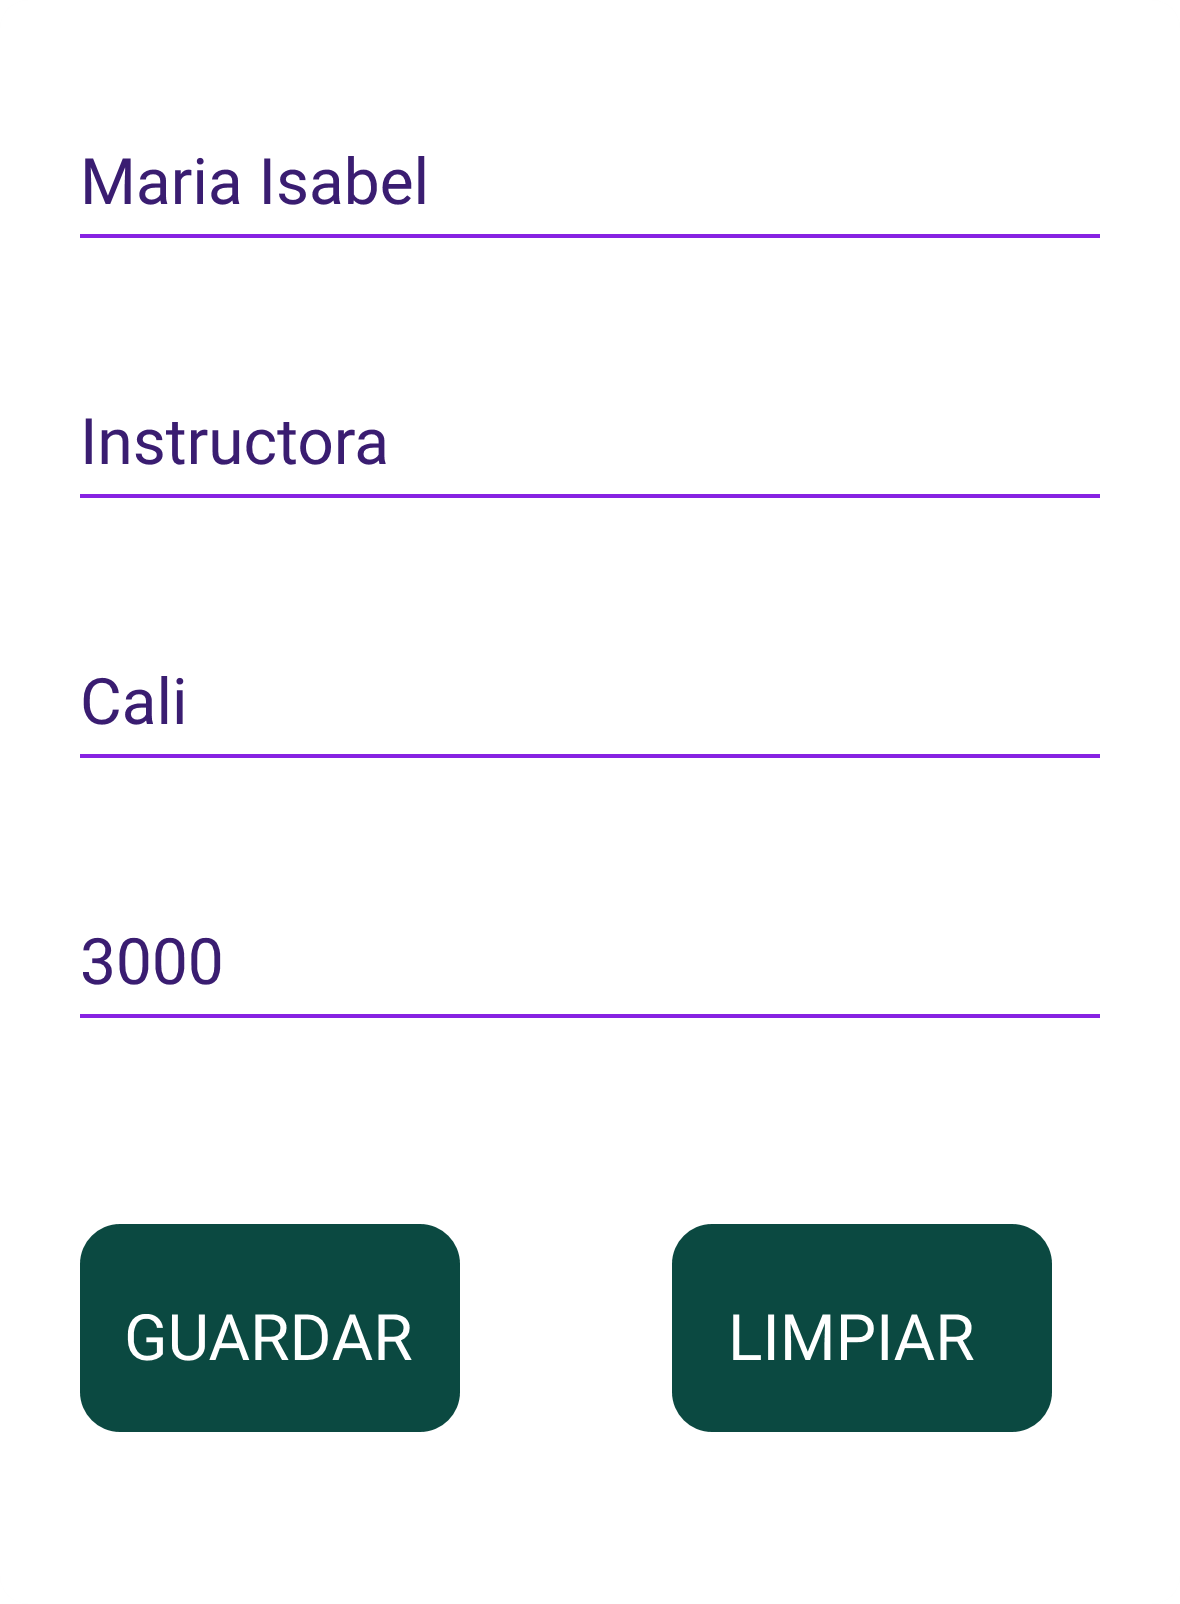 Maria Isabel
Instructora
Cali
3000
GUARDAR
LIMPIAR